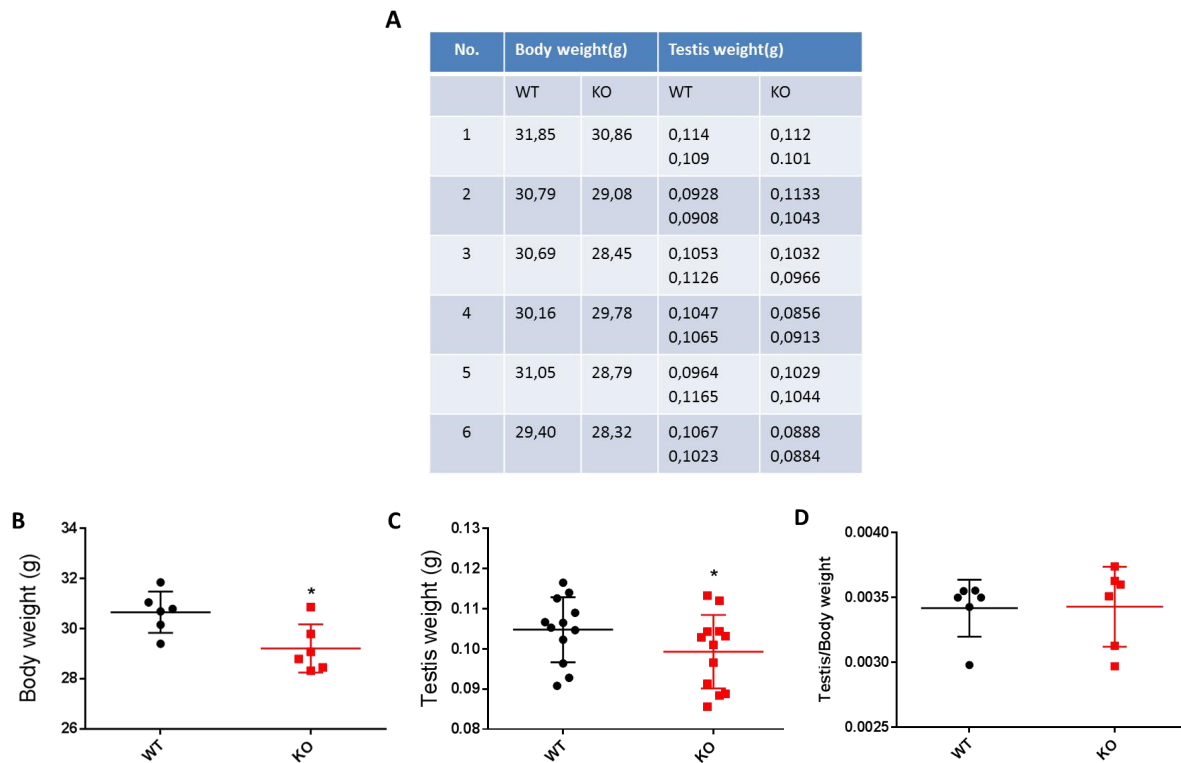 A
No. Body weight(g) Testis weight(g)
WT KO WT KO
1 31,85 30,86 0,114 0,112
0,109 0.101
2 30,79 29,08 0,0928 0,1133
0,0908 0,1043
3 30,69 28,45 0,1053 0,1032
0,1126 0,0966
4 30,16 29,78 0,1047 0,0856
0,1065 0,0913
5 31,05 28,79 0,0964 0,1029
0,1165 0,1044
6 29,40 28,32 0,1067 0,0888
0,1023 0,0884
B
Body weight (g)
34
32
30
28
26
*
WT KO
C
Testis weight (g)
0.13
0.12
0.11
0.10
0.09
0.08
*
WT KO
D
Testis/Body weight
0.0040
0.0035
0.0030
0.0025
WT KO